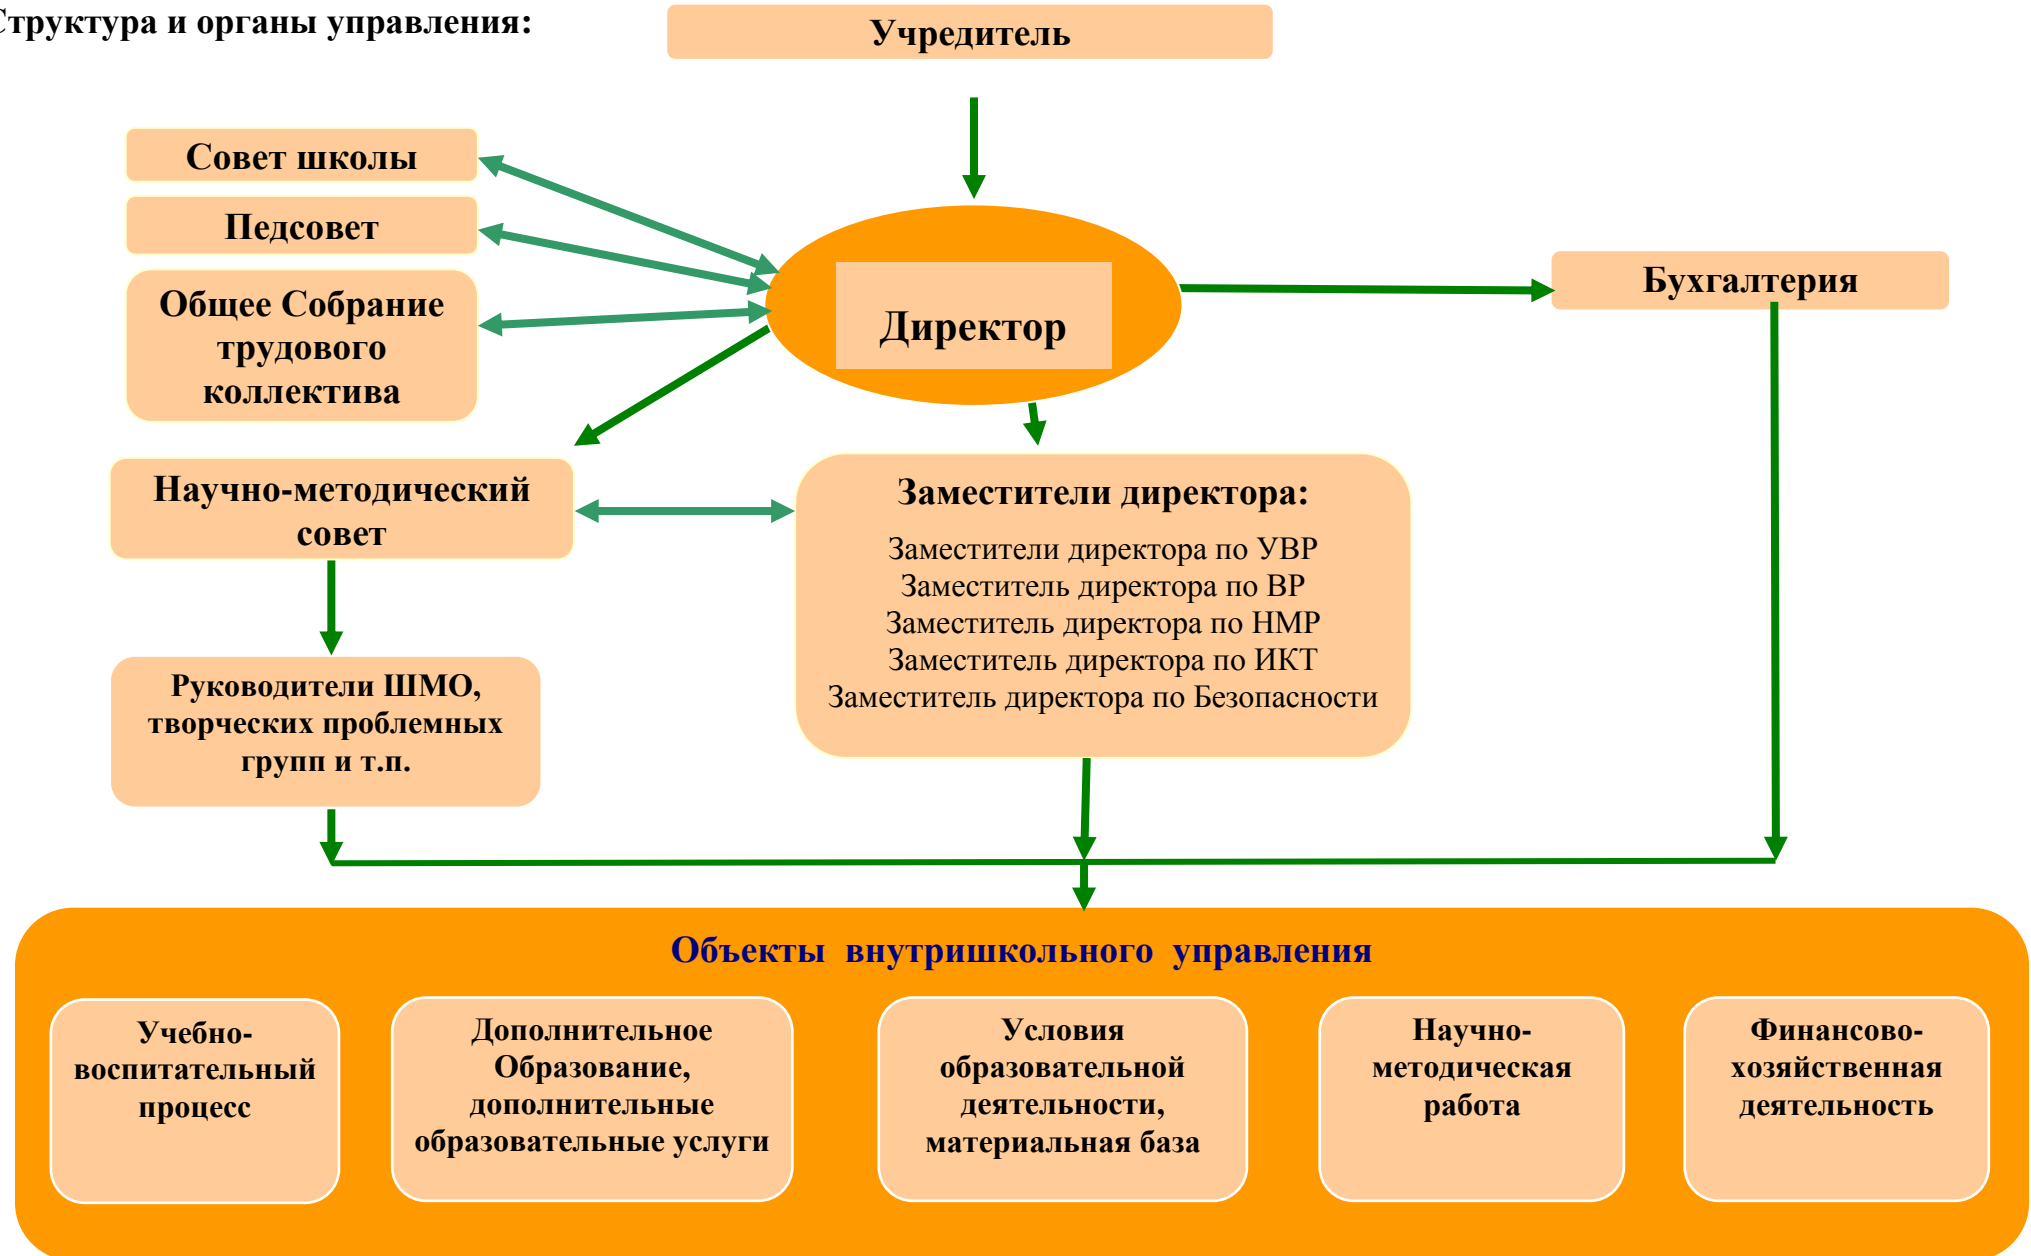 Структура и органы управления:
Учредитель
Совет школы
Педсовет
Общее Собрание
трудового
коллектива
Директор
Бухгалтерия
Научно-методический
совет
Заместители директора:
Заместители директора по УВР
Заместитель директора по ВР
Заместитель директора по НМР
Заместитель директора по ИКТ
Заместитель директора по Безопасности
Руководители ШМО,
творческих проблемных
групп и т.п.
Объекты внутришкольного управления
Учебно-
воспитательный
процесс
Дополнительное
Образование,
дополнительные
образовательные услуги
Условия
образовательной
деятельности,
материальная база
Научно-
методическая
работа
Финансово-
хозяйственная
деятельность